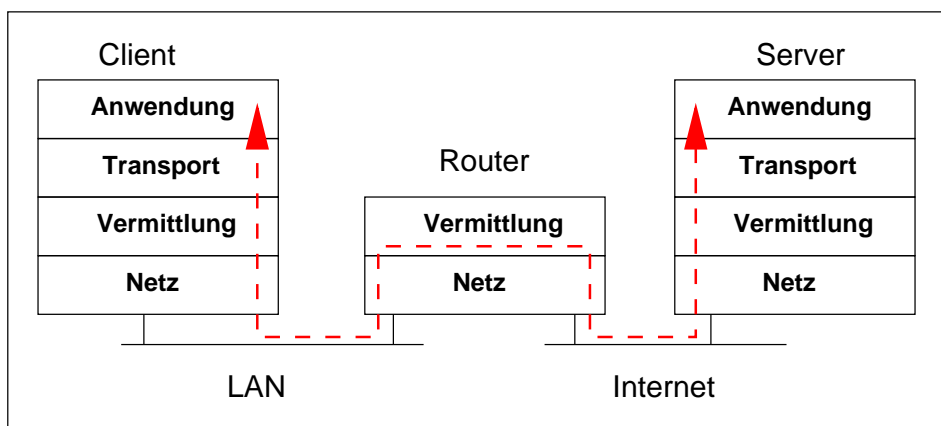 Client
Anwendung
Transport
Vermittlung
Netz
Router
Vermittlung
Netz
Server
Anwendung
Transport
Vermittlung
Netz
LAN
Internet